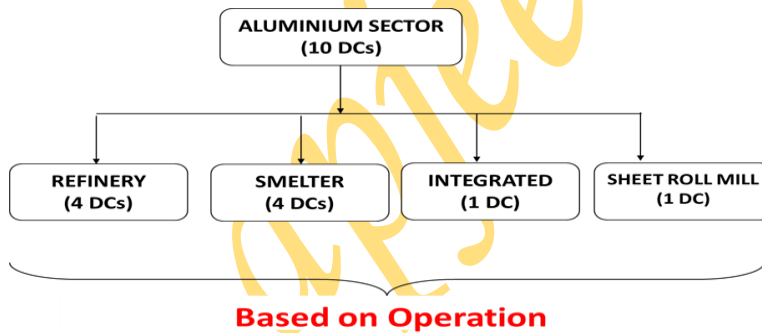 ALUMINIUM SECTOR
(10 DCs)
REFINERY
(4 DCs)
SMELTER
(4 DCs)
INTEGRATED
(1 DC)
SHEET ROLL MILL
(1 DC)
Based on Operation